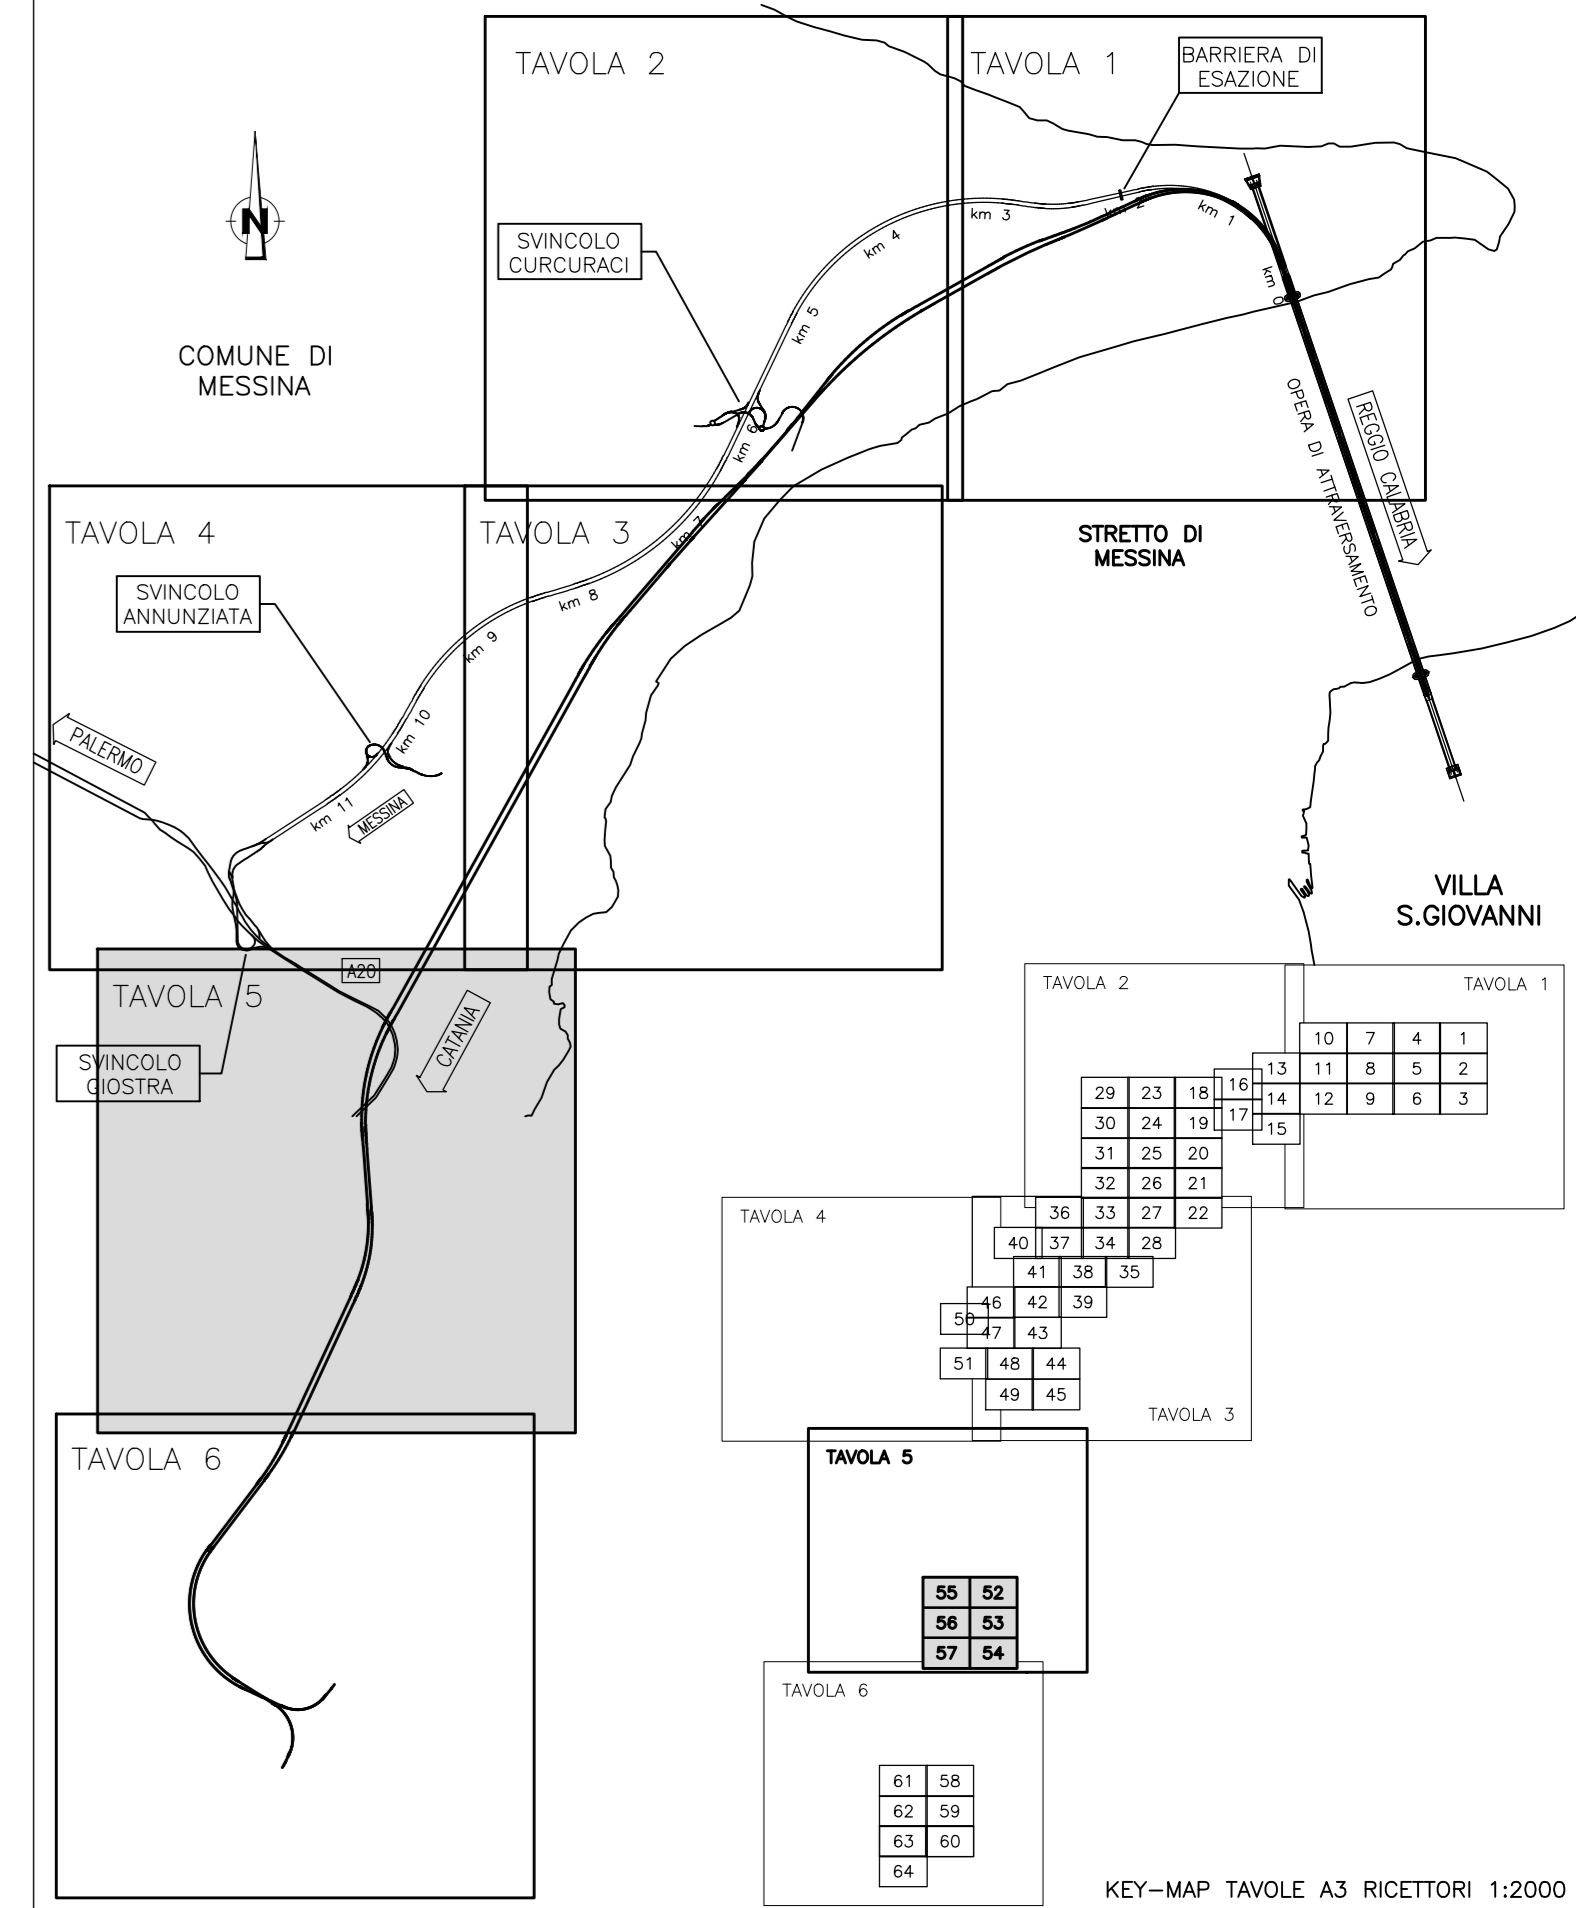 TAVOLA 2
TAVOLA 1
BARRIERA DI
ESAZIONE
N
SVINCOLO
CURCURACI
COMUNE DI
MESSINA
km 0
km 1
km 2
km 3
km 4
km 5
km 6
km 7
km 8
km 9
km 10
km 11
OPERA DI ATTRAVERSAMENTO
REGGIO CALABRIA
STRETTO DI
MESSINA
TAVOLA 4
TAVOLA 3
SVINCOLO
ANNUNZIATA
PALERMO
MESSINA
VILLA
S.GIOVANNI
A20
TAVOLA 5
CATANIA
SVINCOLO
GIOSTRA
TAVOLA 6
TAVOLA 2
TAVOLA 1
10 7 4 1
13 11 8 5 2
16 14 12 9 6 3
17 15
29 23 18
30 24 19
31 25 20
32 26 21
36 33 27 22
40 37 34 28
41 38 35
46 42 39
50 47 43
51 48 44
49 45
TAVOLA 4
TAVOLA 3
TAVOLA 5
55 52
56 53
57 54
TAVOLA 6
61 58
62 59
63 60
64
KEY-MAP TAVOLE A3 RICETTORI 1:2000